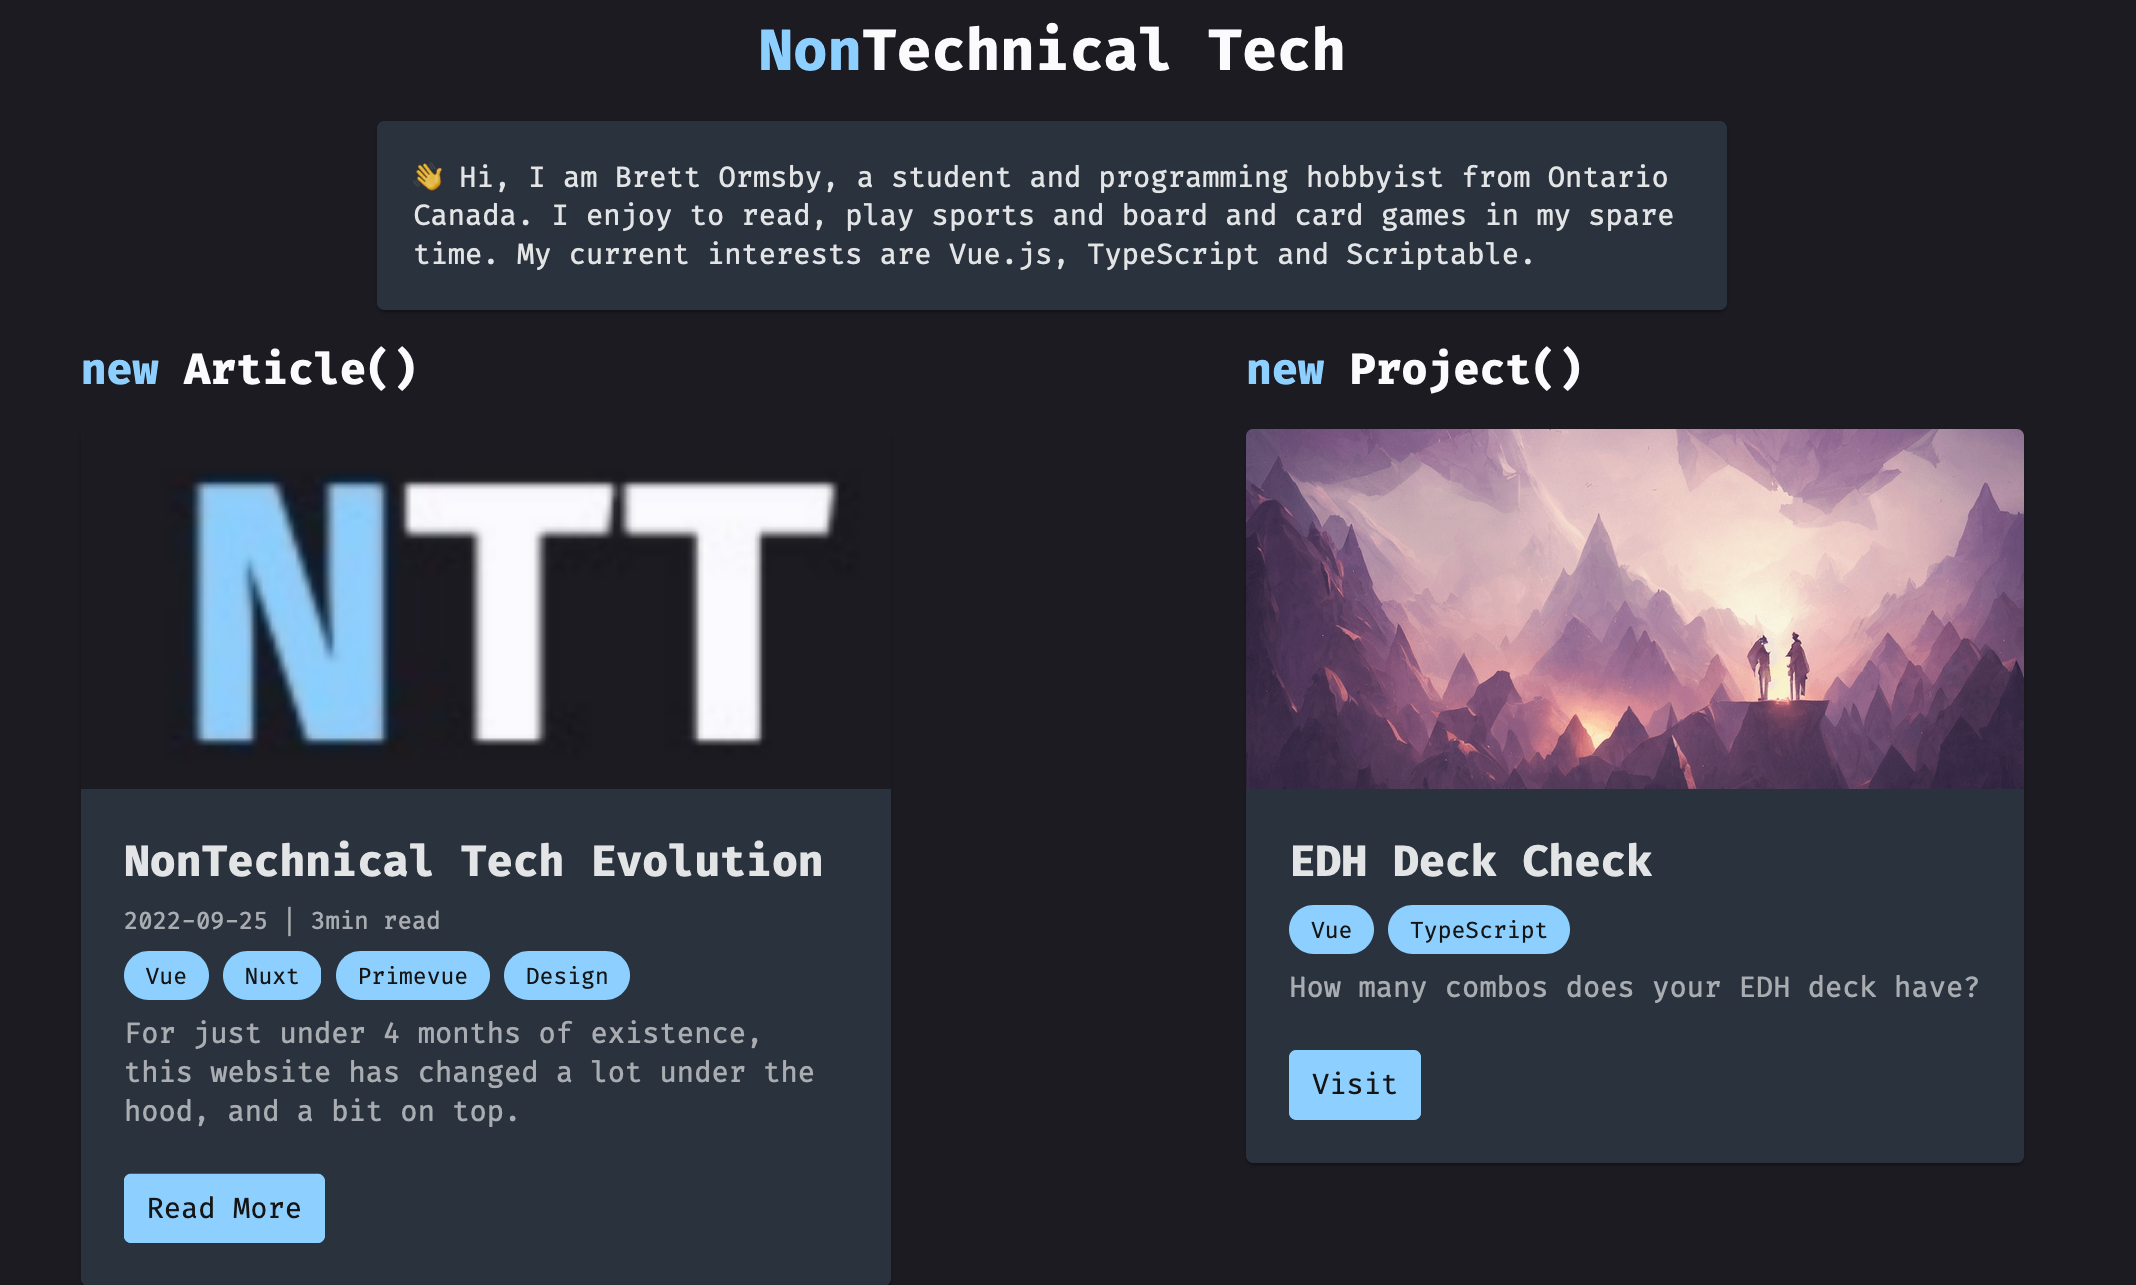 NonTechnical Tech
👋 Hi, I am Brett Ormsby, a student and programming hobbyist from Ontario
Canada. I enjoy to read, play sports and board and card games in my spare
time. My current interests are Vue.js, TypeScript and Scriptable.
new Article()
NTT
NonTechnical Tech Evolution
2022-09-25 | 3min read
Vue Nuxt Primevue Design
For just under 4 months of existence,
this website has changed a lot under the
hood, and a bit on top.
Read More
new Project()
EDH Deck Check
Vue TypeScript
How many combos does your EDH deck have?
Visit